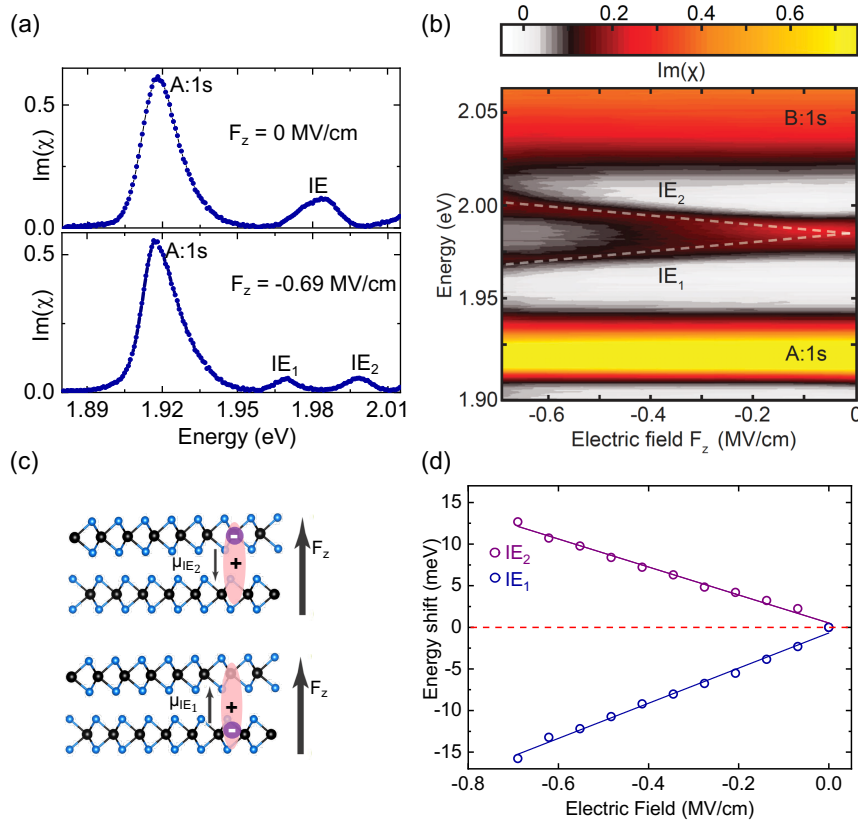 (a)
A:1s
F_z = 0 MV/cm
IE
0.5
0.0
Im(χ)
A:1s
F_z = -0.69 MV/cm
IE_1
IE_2
0.5
0.0
Im(χ)
1.89
1.92
1.95
1.98
2.01
Energy (eV)
(b)
0
0.2
0.4
0.6
Im(χ)
B:1s
IE_2
IE_1
A:1s
2.05
2.00
1.95
1.90
Energy (eV)
-0.6
-0.4
-0.2
0
Electric field F_z (MV/cm)
(c)
-
+
μ_IE_2
F_z
+
-
μ_IE_1
F_z
(d)
15
10
5
0
-5
-10
-15
Energy shift (meV)
IE_2
IE_1
-0.8
-0.6
-0.4
-0.2
0.0
Electric Field (MV/cm)